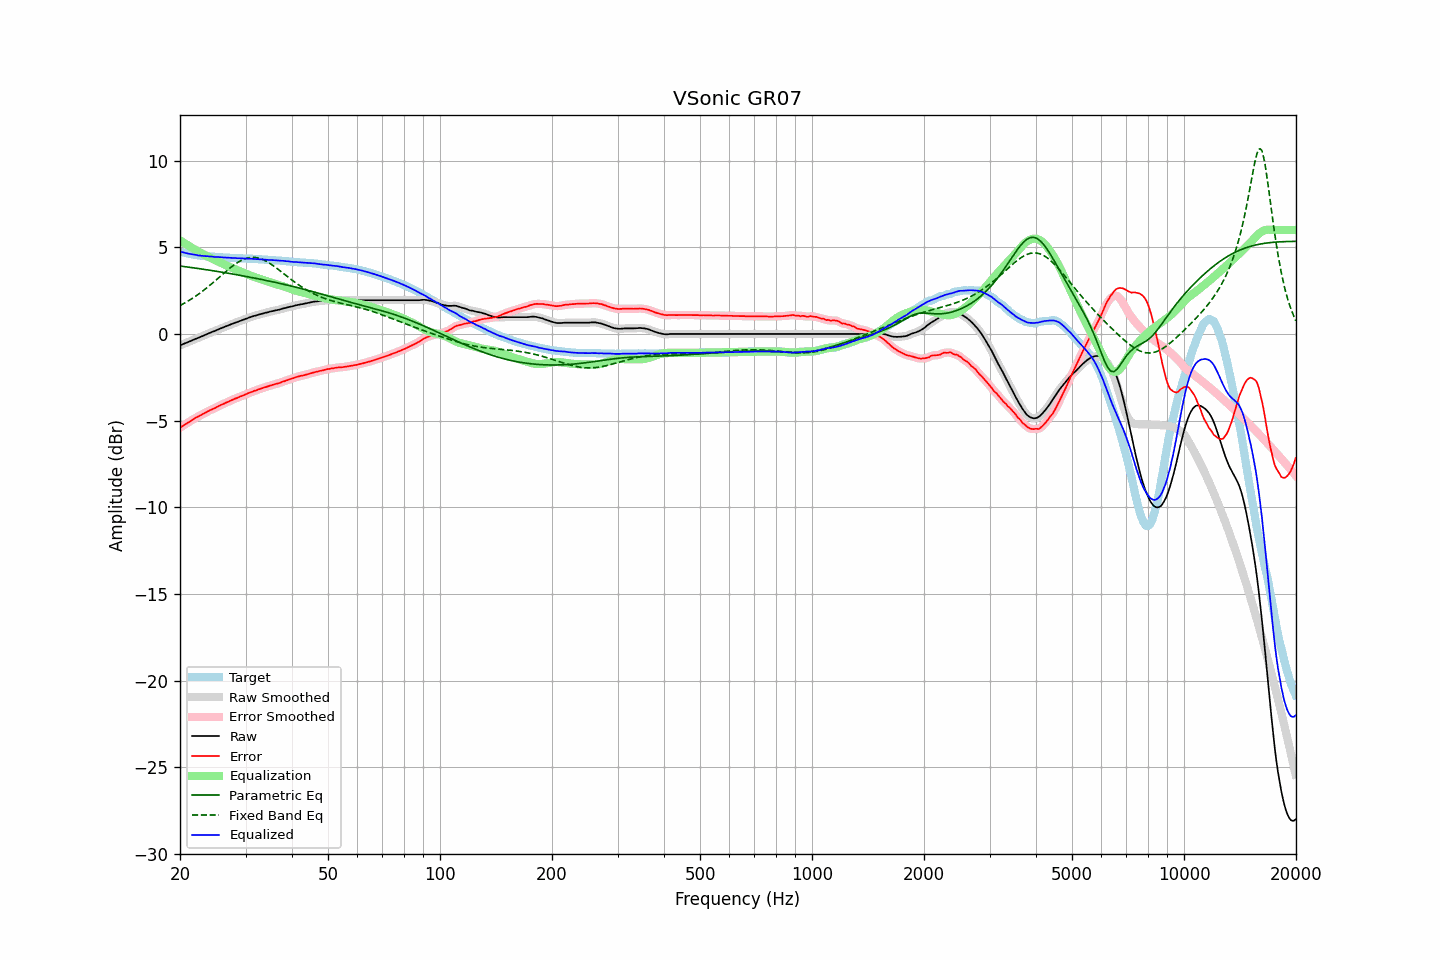 VSonic GR07
Amplitude (dBr)
10
5
0
−5
−10
−15
−20
−25
−30
Target
Raw Smoothed
Error Smoothed
Raw
Error
Equalization
Parametric Eq
Fixed Band Eq
Equalized
20 50 100 200 500 1000 2000 5000 10000 20000
Frequency (Hz)